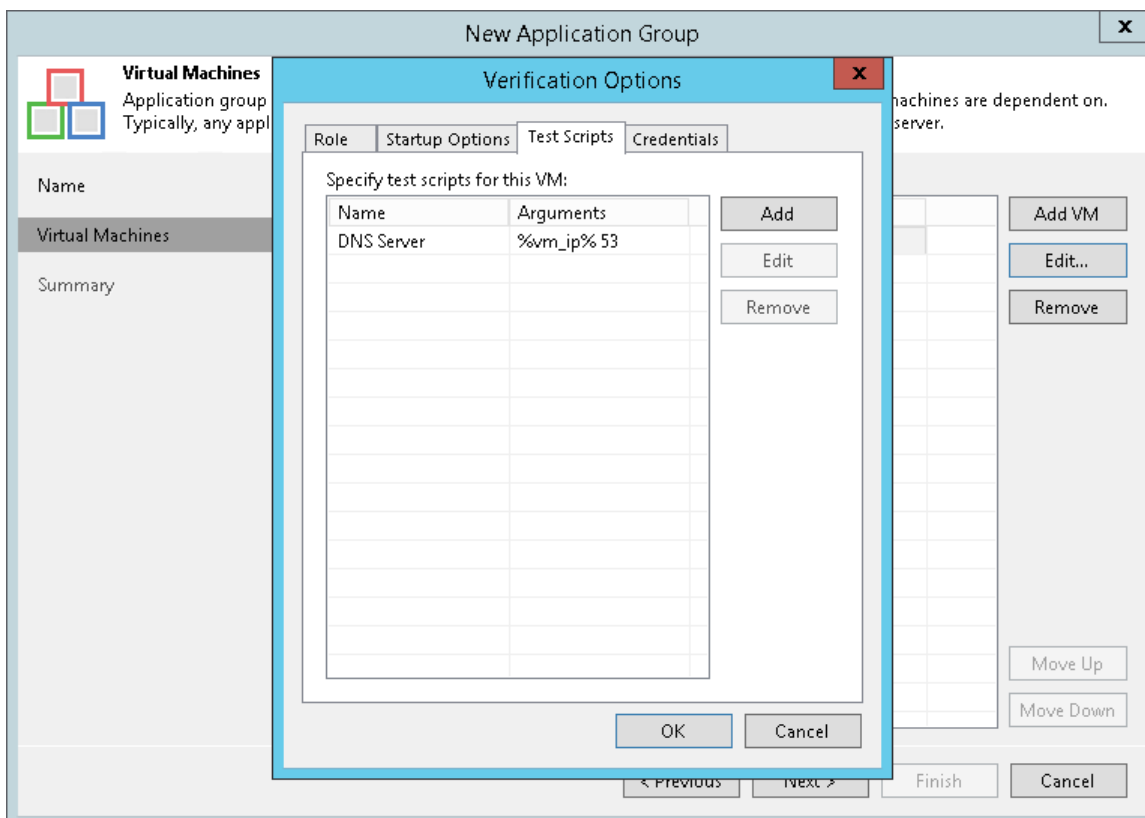 New Application Group
x
Virtual Machines
Application group
machines are dependent on.
Typically, any appl
server.
Verification Options
x
Role
Startup Options
Test Scripts
Credentials
Name
Virtual Machines
Summary
Specify test scripts for this VM:
Name Arguments
DNS Server %vm_ip% 53
Add
Edit
Remove
Add VM
Edit...
Remove
Move Up
Move Down
OK
Cancel
< Previous
Next >
Finish
Cancel